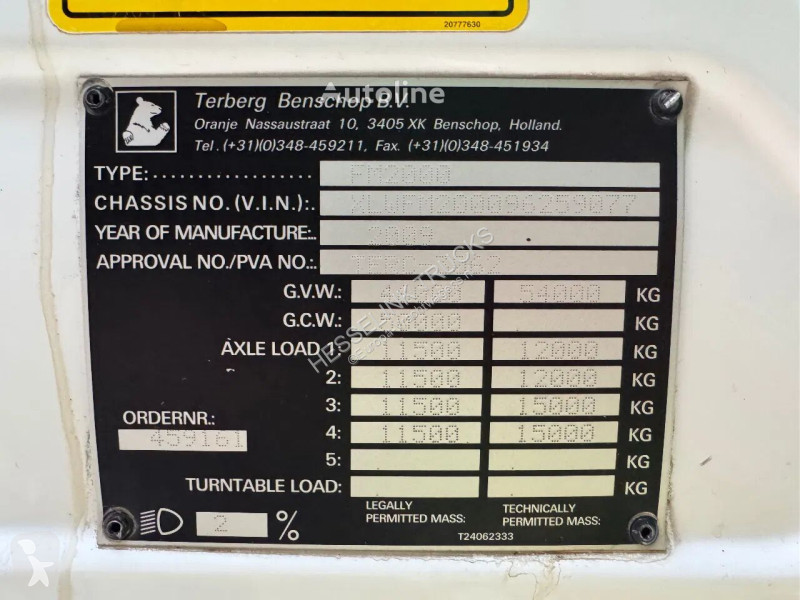 20777630
Autoline
Terberg Benschop B.V.
Oranje Nassaustraat 10, 3405 XK Benschop, Holland.
Tel. (+31)(0)348-459211, Fax. (+31)(0)348-451934
TYPE:.................. FM2000
CHASSIS NO. (V.I.N.):. XLWFM200096259077
YEAR OF MANUFACTURE:.. 2009
APPROVAL NO./PVA NO.:.
G.V.W.: 54000 KG
G.C.W.: KG
AXLE LOAD 1: 11500 12000 KG
2: 11500 12000 KG
3: 11500 15000 KG
ORDERNR.:
4: 11500 15000 KG
459161
5: KG
TURNTABLE LOAD: KG
2 %
LEGALLY PERMITTED MASS:
TECHNICALLY PERMITTED MASS:
T24062333
HESSELINK TRUCKS